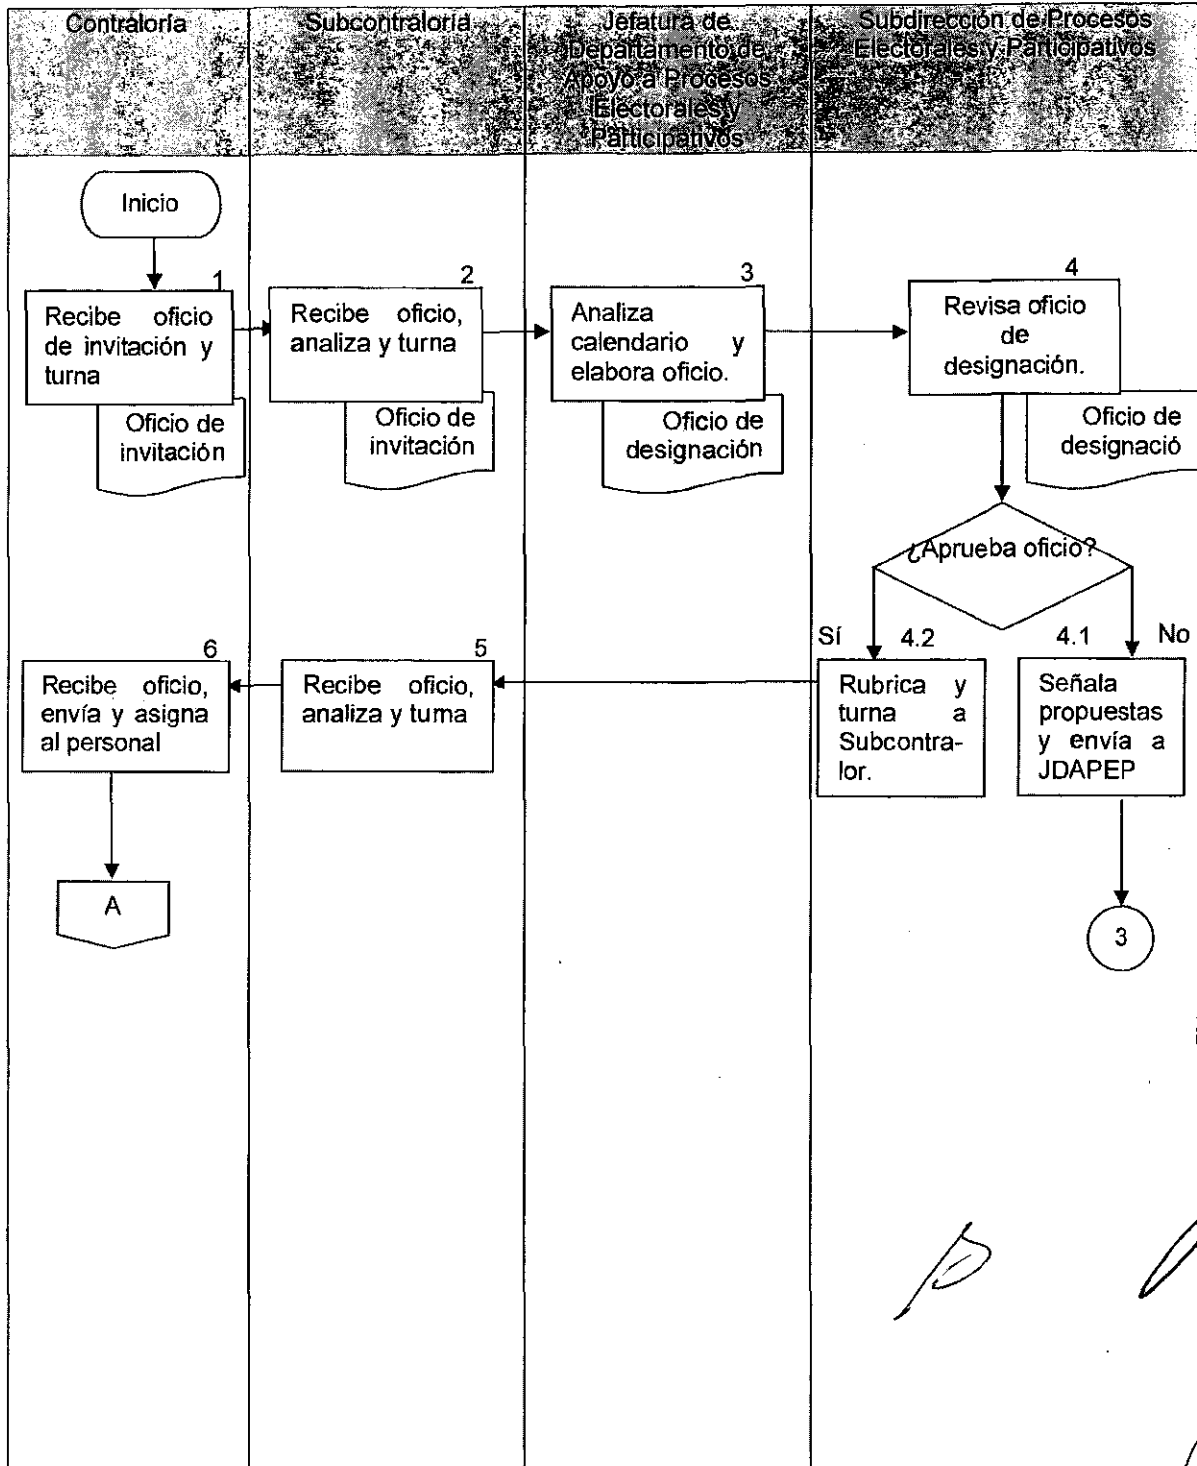 Contraloría
Subcontraloría
Jefatura de
Departamento de
Apoyo a Procesos
Electorales y
Participativos
Subdirección de Procesos
Electorales y Participativos
Inicio
1
Recibe oficio
de invitación y
turna
Oficio de
invitación
2
Recibe oficio,
analiza y turna
Oficio de
invitación
3
Analiza
calendario y
elabora oficio.
Oficio de
designación
4
Revisa oficio
de
designación.
Oficio de
designació
¿Aprueba oficio?
Sí
4.2
Rubrica y
turna a
Subcontra-
lor.
4.1
No
Señala
propuestas
y envía a
JDAPEP
3
5
Recibe oficio,
analiza y turna
6
Recibe oficio,
envía y asigna
al personal
A